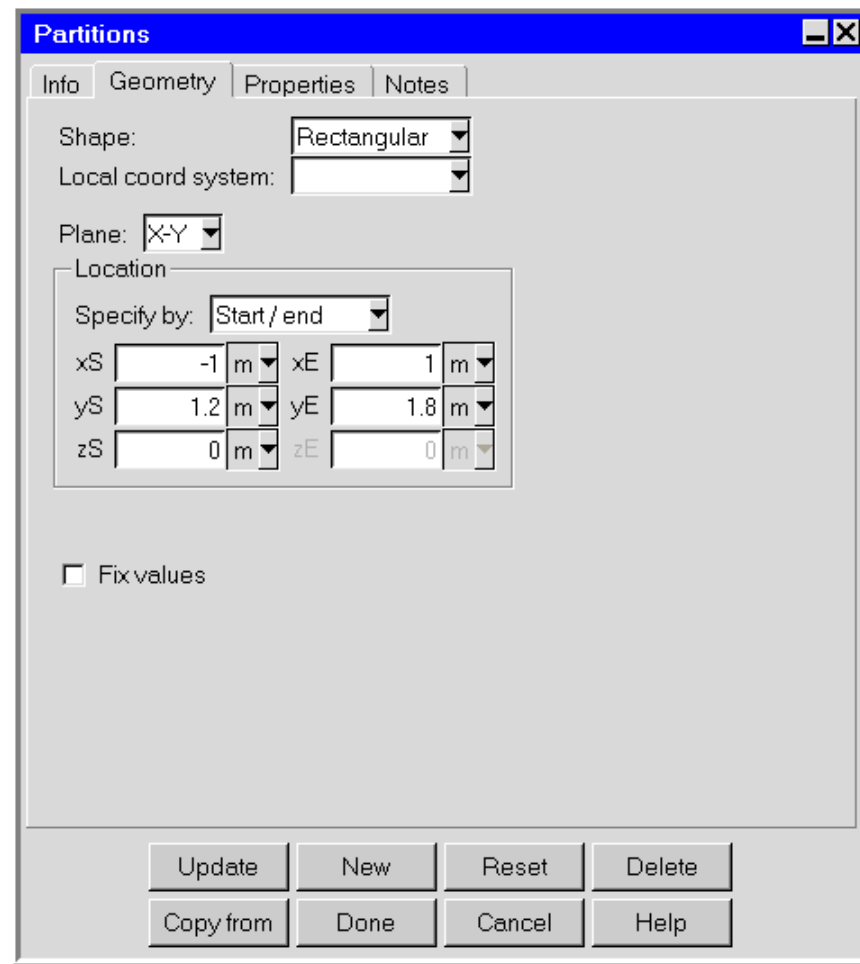 Partitions
Info Geometry Properties Notes
Shape: Rectangular
Local coord system:
Plane: X-Y
Location
Specify by: Start / end
xS -1 m xE 1 m
yS 1.2 m yE 1.8 m
zS 0 m zE 0 m
Fix values
Update New Reset Delete
Copy from Done Cancel Help